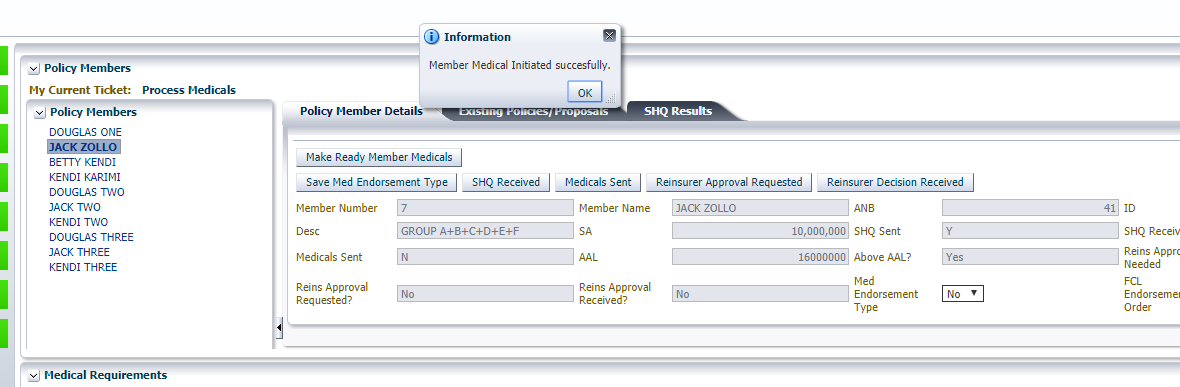 Information
Member Medical Initiated succesfully.
OK
Policy Members
My Current Ticket: Process Medicals
Policy Members
DOUGLAS ONE
JACK ZOLLO
BETTY KENDI
KENDI KARIMI
DOUGLAS TWO
JACK TWO
KENDI TWO
DOUGLAS THREE
JACK THREE
KENDI THREE
Policy Member Details Existing Policies/Proposals SHQ Results
Make Ready Member Medicals
Save Med Endorsement Type SHQ Received Medicals Sent Reinsurer Approval Requested Reinsurer Decision Received
Member Number 7 Member Name JACK ZOLLO ANB 41 ID
Desc GROUP A+B+C+D+E+F SA 10,000,000 SHQ Sent Y SHQ Receiv
Medicals Sent N AAL 16000000 Above AAL? Yes Reins Approv
Needed
Reins Approval
Requested? No Reins Approval
Received? No Med
Endorsement
Type No FCL
Endorsemen
Order
Medical Requirements